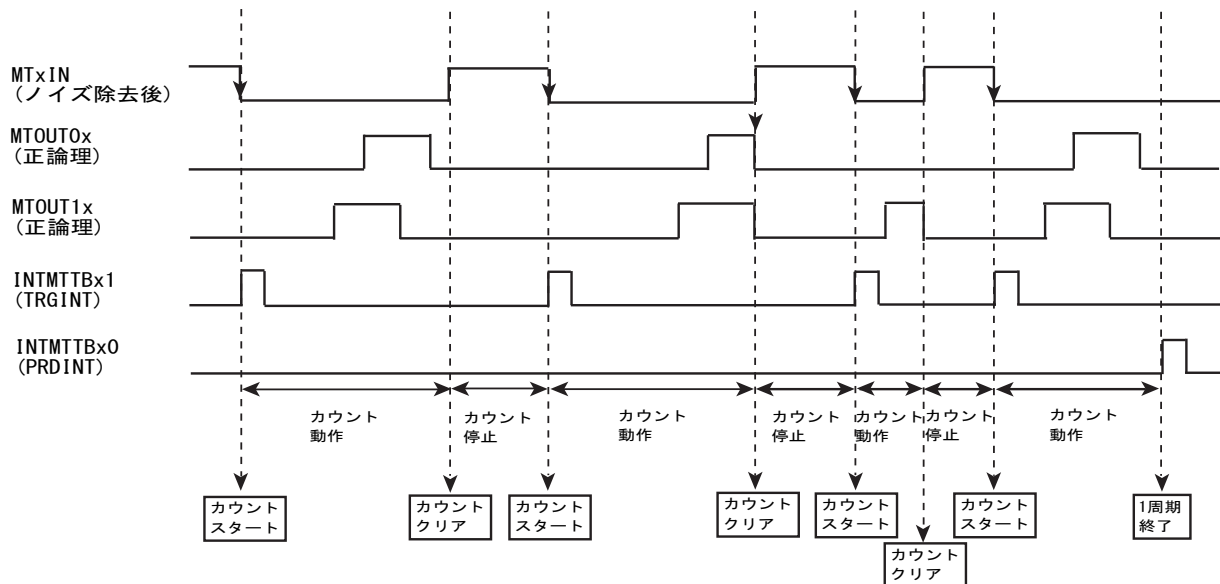 MTxIN
(ノイズ除去後)
MTOUT0x
(正論理)
MTOUT1x
(正論理)
INTMTTBx1
(TRGINT)
INTMTTBx0
(PRDINT)
カウント
動作
カウント
停止
カウント
動作
カウント
停止
カウント
動作
カウント
停止
カウント
動作
カウント
スタート
カウント
クリア
カウント
スタート
カウント
クリア
カウント
スタート
カウント
クリア
カウント
スタート
1周期
終了